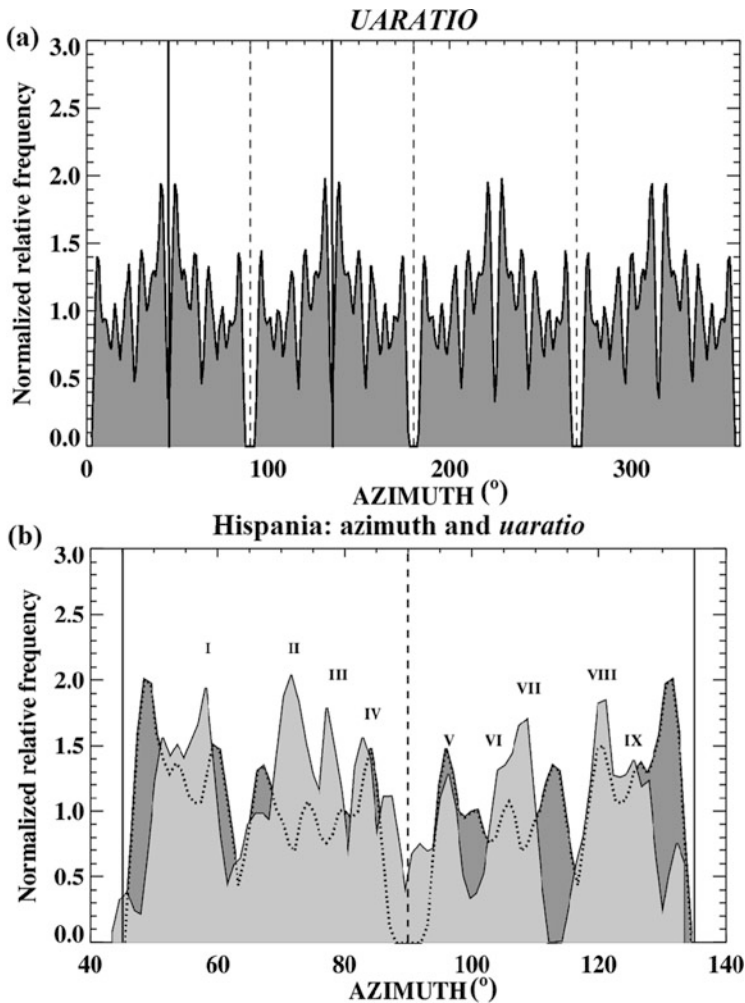 UARATIO
(a)
3.0
2.5
2.0
1.5
1.0
0.5
0.0
Normalized relative frequency
0 100 200 300
AZIMUTH (º)
Hispania: azimuth and uaratio
(b)
3.0
2.5
2.0
1.5
1.0
0.5
0.0
Normalized relative frequency
I
II
III
IV
V
VI
VII
VIII
IX
40 60 80 100 120 140
AZIMUTH (º)